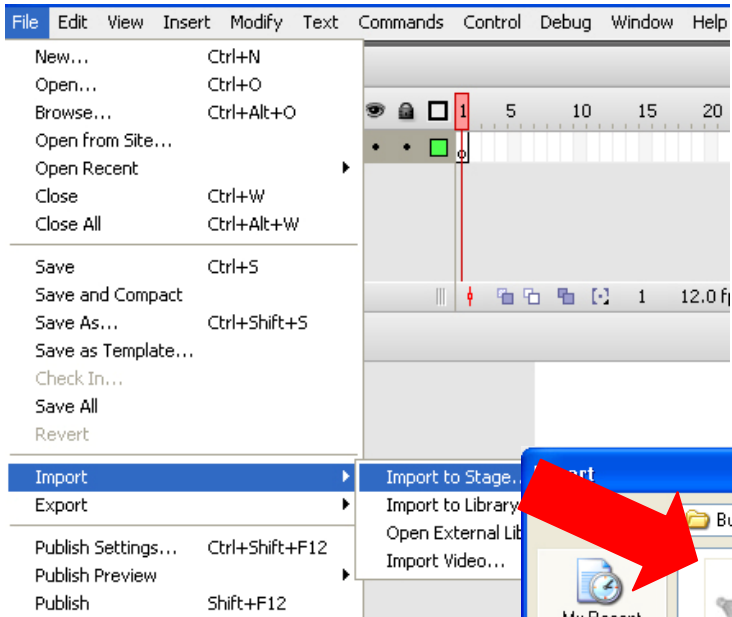 File Edit View Insert Modify Text Commands Control Debug Window Help
New... Ctrl+N
Open... Ctrl+O
Browse... Ctrl+Alt+O
Open from Site...
Open Recent
Close Ctrl+W
Close All Ctrl+Alt+W
Save Ctrl+S
Save and Compact
Save As... Ctrl+Shift+S
Save as Template...
Check In...
Save All
Revert
Import
Export
Publish Settings... Ctrl+Shift+F12
Publish Preview
Publish Shift+F12
1 5 10 15 20
1 12.0 f
Import to Stage..
Import to Library
Open External Lib
Import Video...
Bu
My Recent